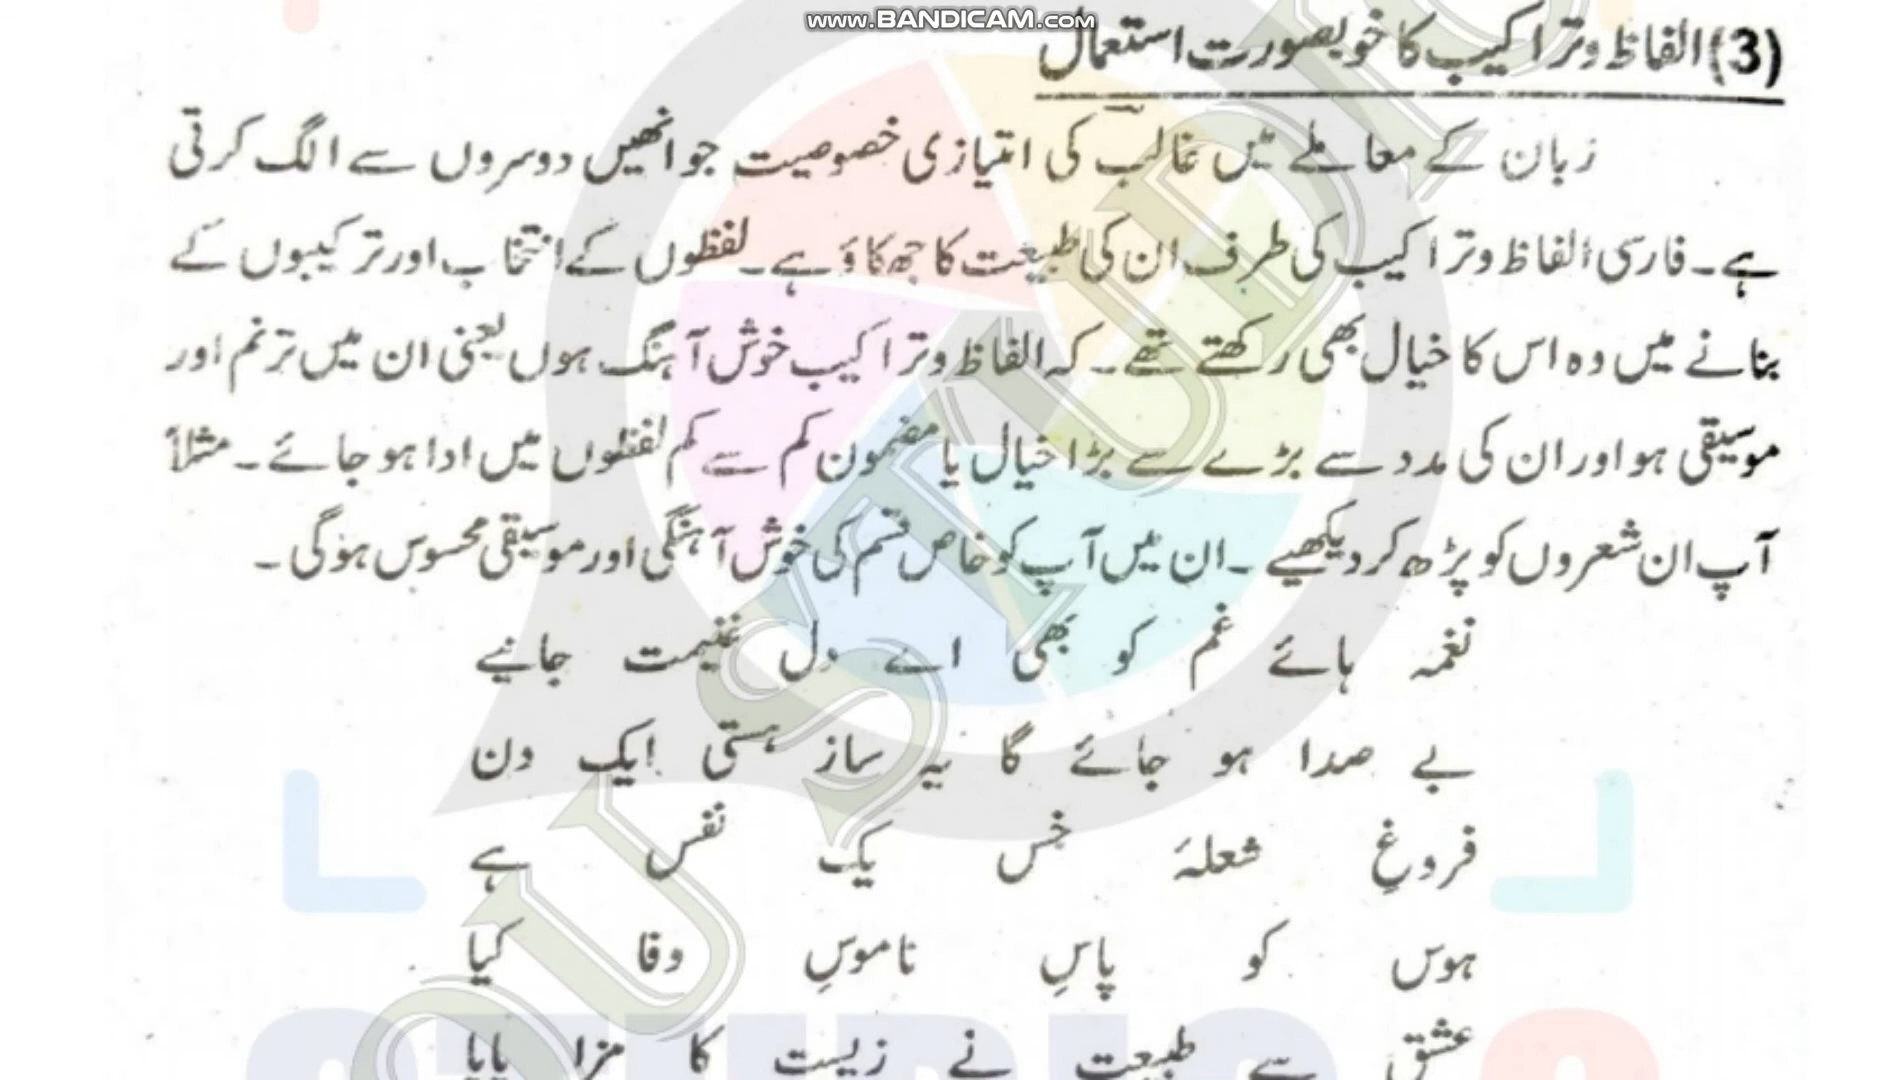 www.BANDICAM.com
(3) الفاظ و تراکیب کا خوبصورت استعمال
زبان کے معاملے میں غالب کی امتیازی خصوصیت جو انھیں دوسروں سے الگ کرتی
ہے۔ فارسی الفاظ و تراکیب کی طرف ان کی طبیعت کا جھکاؤ ہے۔ لفظوں کے انتخاب اور ترکیبوں کے
بنانے میں وہ اس کا خیال بھی رکھتے تھے۔ کہ الفاظ و تراکیب خوش آہنگ ہوں یعنی ان میں ترنم اور
موسیقی ہو اور ان کی مدد سے بڑے سے بڑا خیال یا مضمون کم سے کم لفظوں میں ادا ہو جائے۔ مثلاً
آپ ان شعروں کو پڑھ کر دیکھیے۔ ان میں آپ کو خاص قسم کی خوش آہنگی اور موسیقی محسوس ہوگی۔
نغمہ ہائے غم کو بھی اے دل غنیمت جانیے
بے صدا ہو جائے گا یہ ساز ہستی ایک دن
فروغِ شعلۂ خس یک نفس ہے
ہوس کو پاسِ ناموسِ وفا کیا
عشق سے طبیعت نے زیست کا مزا پایا